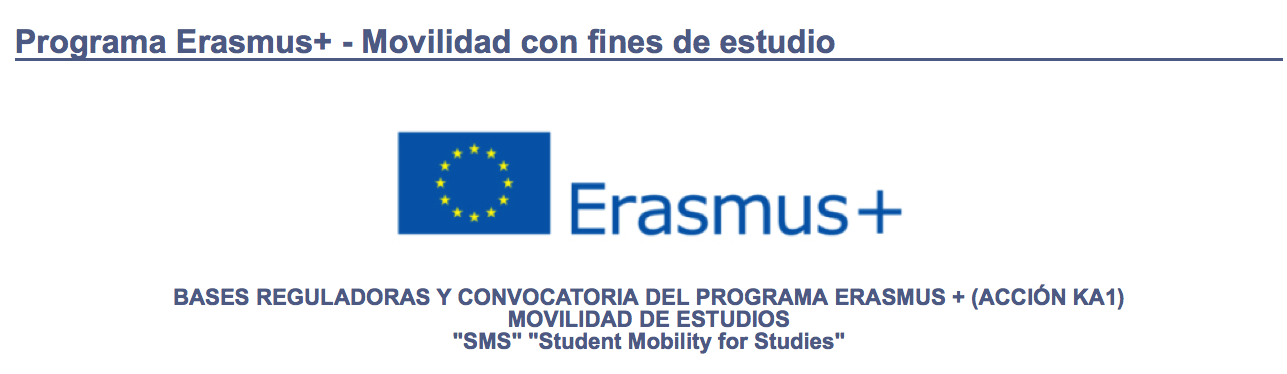 Programa Erasmus+ - Movilidad con fines de estudio
Erasmus+
BASES REGULADORAS Y CONVOCATORIA DEL PROGRAMA ERASMUS + (ACCIÓN KA1)
MOVILIDAD DE ESTUDIOS
"SMS" "Student Mobility for Studies"